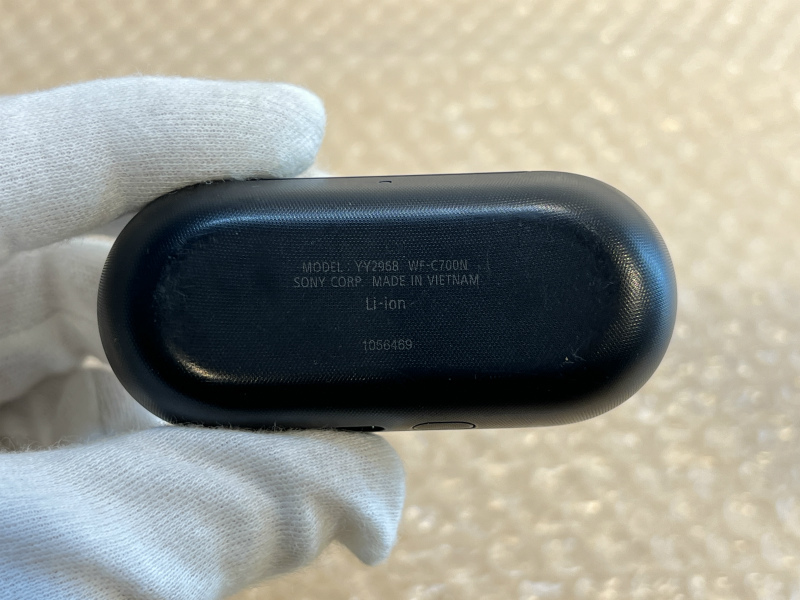 MODEL : YY2958 WF-C700N
SONY CORP. MADE IN VIETNAM
Li-ion
1056469